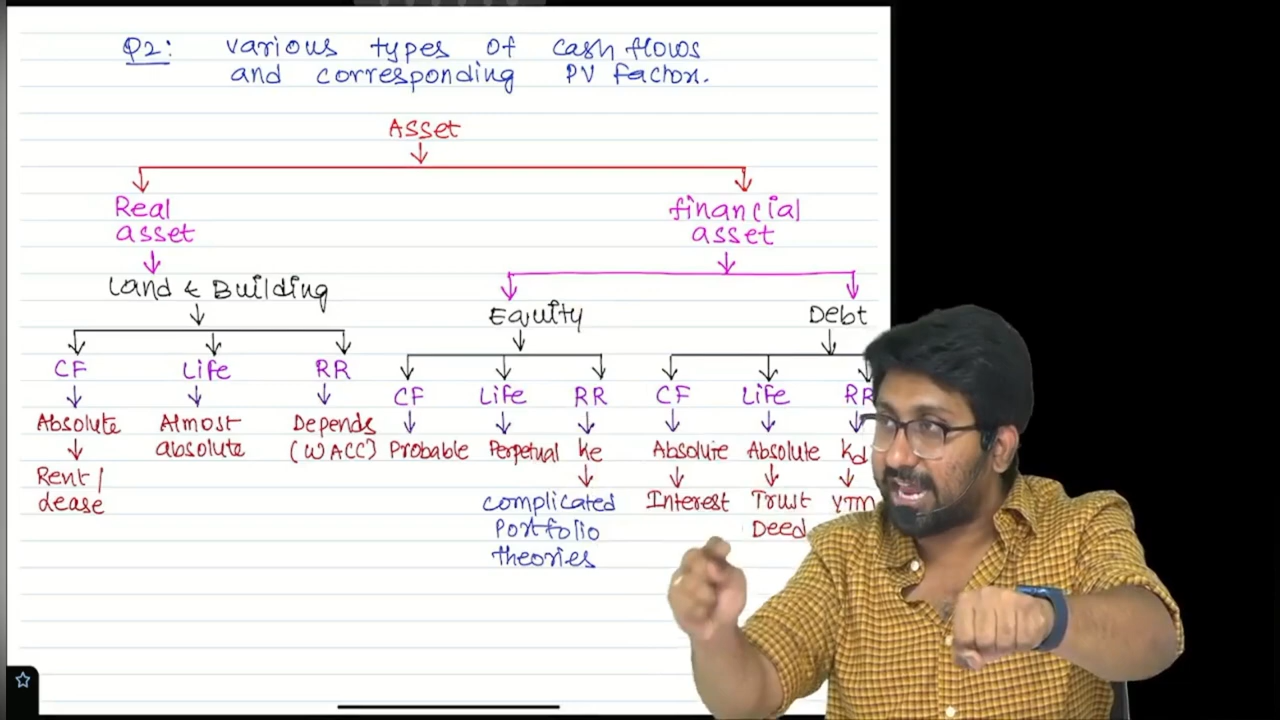 Q2: various types of cash flows
and corresponding PV factor.
Asset
Real
asset
financial
asset
Land & Building
Equity
Debt
CF
Life
RR
CF
Life
RR
CF
Life
RR
Absolute
Almost
absolute
Depends
(WACC)
Probable
Perpetual
ke
Absolute
Absolute
kd
Rent/
dease
complicated
Portfolio
theories
Interest
Trust
Deed
YTM